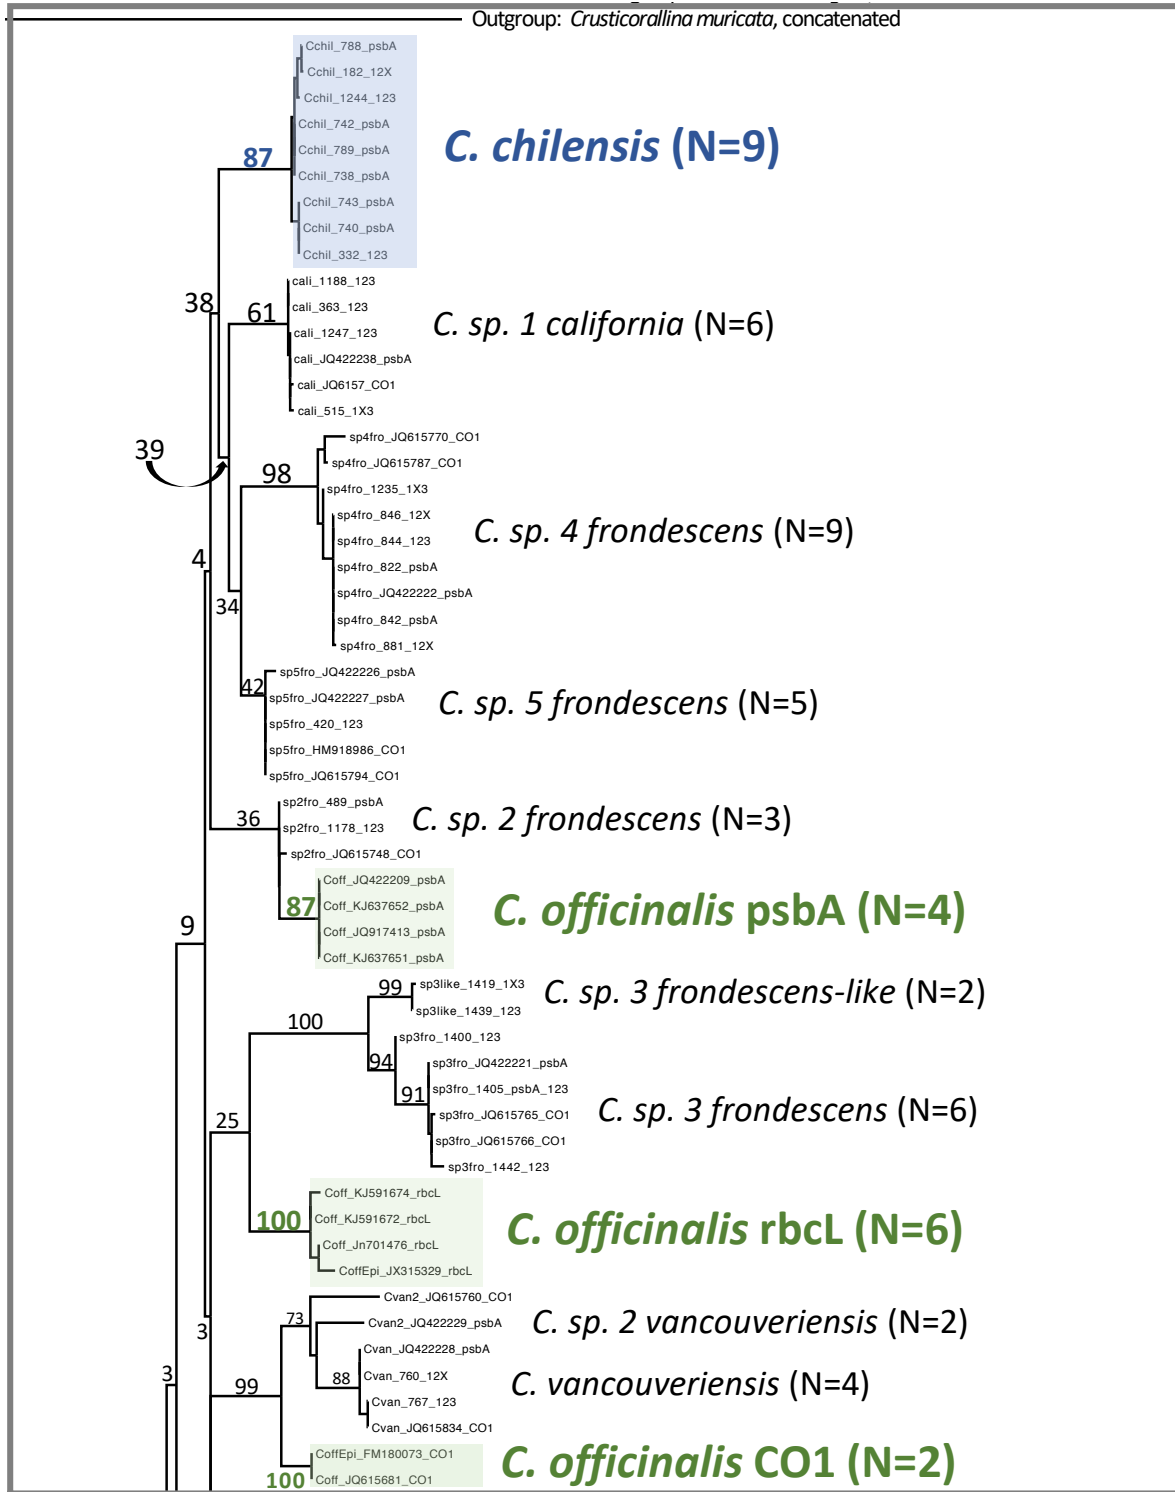 Outgroup: Crusticorallina muricata, concatenated
Cchil_788_psbA
Cchil_182_12X
Cchil_1244_123
Cchil_742_psbA
Cchil_789_psbA
Cchil_738_psbA
Cchil_743_psbA
Cchil_740_psbA
Cchil_332_123
87
C. chilensis (N=9)
38
cali_1188_123
cali_363_123
cali_1247_123
cali_JQ422238_psbA
cali_JQ6157_CO1
cali_515_1X3
61
C. sp. 1 california (N=6)
39
sp4fro_JQ615770_CO1
sp4fro_JQ615787_CO1
sp4fro_1235_1X3
sp4fro_846_12X
sp4fro_844_123
sp4fro_822_psbA
sp4fro_JQ422222_psbA
sp4fro_842_psbA
sp4fro_881_12X
98
C. sp. 4 frondescens (N=9)
4
34
sp5fro_JQ422226_psbA
sp5fro_JQ422227_psbA
sp5fro_420_123
sp5fro_HM918986_CO1
sp5fro_JQ615794_CO1
42
C. sp. 5 frondescens (N=5)
sp2fro_489_psbA
sp2fro_1178_123
sp2fro_JQ615748_CO1
36
C. sp. 2 frondescens (N=3)
Coff_JQ422209_psbA
Coff_KJ637652_psbA
Coff_JQ917413_psbA
Coff_KJ637651_psbA
87
C. officinalis psbA (N=4)
9
sp3like_1419_1X3
sp3like_1439_123
99
C. sp. 3 frondescens-like (N=2)
100
sp3fro_1400_123
sp3fro_JQ422221_psbA
sp3fro_1405_psbA_123
sp3fro_JQ615765_CO1
sp3fro_JQ615766_CO1
sp3fro_1442_123
94
91
C. sp. 3 frondescens (N=6)
25
Coff_KJ591674_rbcL
Coff_KJ591672_rbcL
Coff_Jn701476_rbcL
CoffEpi_JX315329_rbcL
100
C. officinalis rbcL (N=6)
3
Cvan2_JQ615760_CO1
Cvan2_JQ422229_psbA
73
C. sp. 2 vancouveriensis (N=2)
Cvan_JQ422228_psbA
Cvan_760_12X
Cvan_767_123
Cvan_JQ615834_CO1
88
C. vancouveriensis (N=4)
3
99
CoffEpi_FM180073_CO1
Coff_JQ615681_CO1
100
C. officinalis CO1 (N=2)